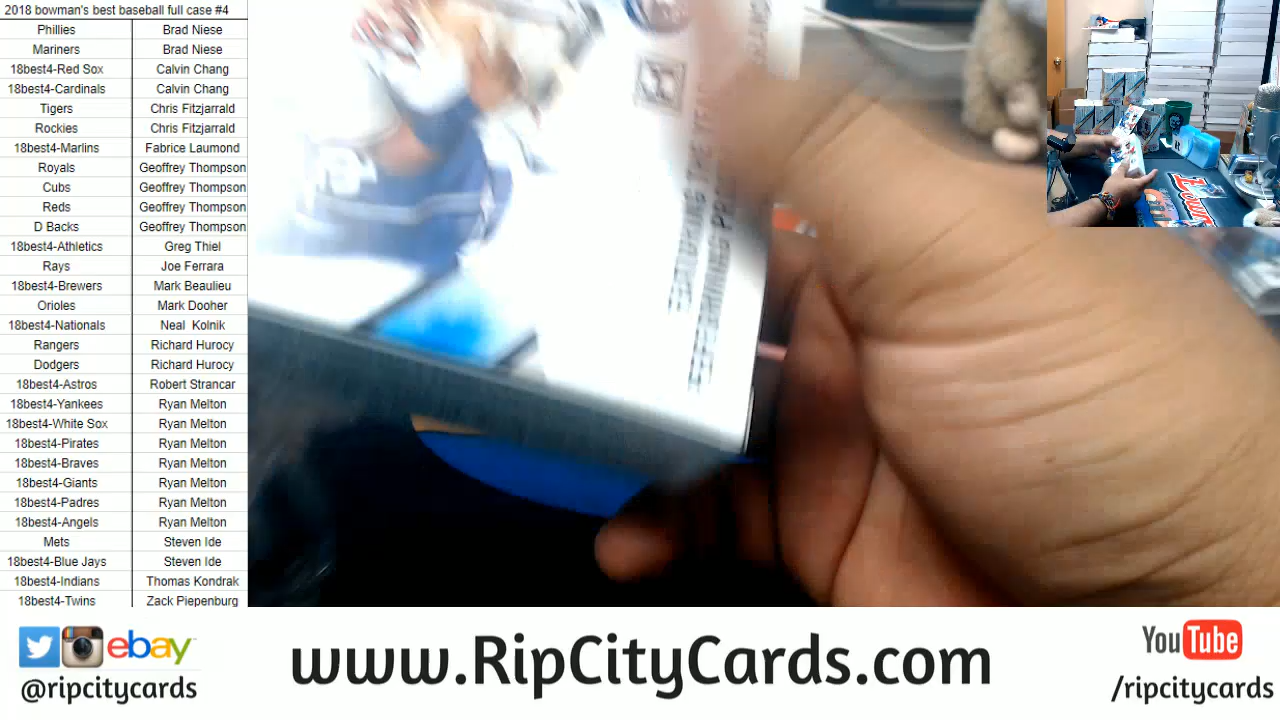 2018 bowman's best baseball full case #4
Phillies Brad Niese
Mariners Brad Niese
18best4-Red Sox Calvin Chang
18best4-Cardinals Calvin Chang
Tigers Chris Fitzjarrald
Rockies Chris Fitzjarrald
18best4-Marlins Fabrice Laumond
Royals Geoffrey Thompson
Cubs Geoffrey Thompson
Reds Geoffrey Thompson
D Backs Geoffrey Thompson
18best4-Athletics Greg Thiel
Rays Joe Ferrara
18best4-Brewers Mark Beaulieu
Orioles Mark Dooher
18best4-Nationals Neal Kolnik
Rangers Richard Hurocy
Dodgers Richard Hurocy
18best4-Astros Robert Strancar
18best4-Yankees Ryan Melton
18best4-White Sox Ryan Melton
18best4-Pirates Ryan Melton
18best4-Braves Ryan Melton
18best4-Giants Ryan Melton
18best4-Padres Ryan Melton
18best4-Angels Ryan Melton
Mets Steven Ide
18best4-Blue Jays Steven Ide
18best4-Indians Thomas Kondrak
18best4-Twins Zack Piepenburg
ebay
@ripcitycards
www.RipCityCards.com
YouTube
/ripcitycards